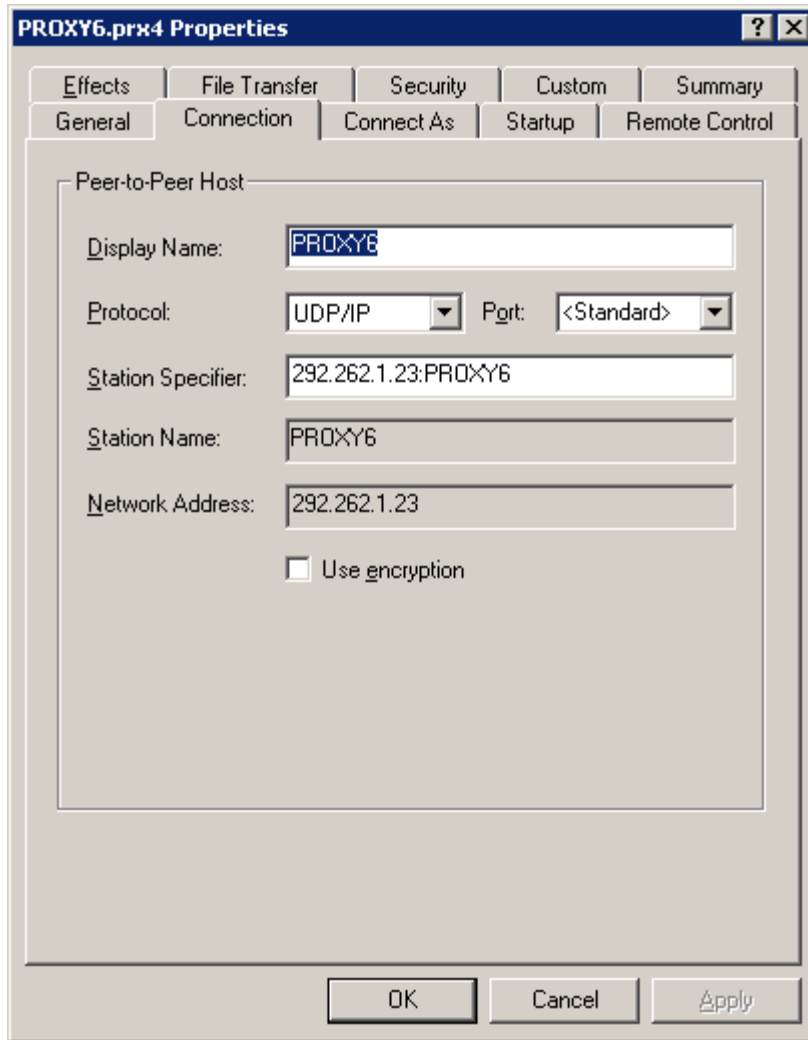 PROXY6.prx4 Properties
Effects File Transfer Security Custom Summary
General Connection Connect As Startup Remote Control
Peer-to-Peer Host
Display Name: PROXY6
Protocol: UDP/IP Port: <Standard>
Station Specifier: 292.262.1.23:PROXY6
Station Name: PROXY6
Network Address: 292.262.1.23
Use encryption
OK Cancel Apply